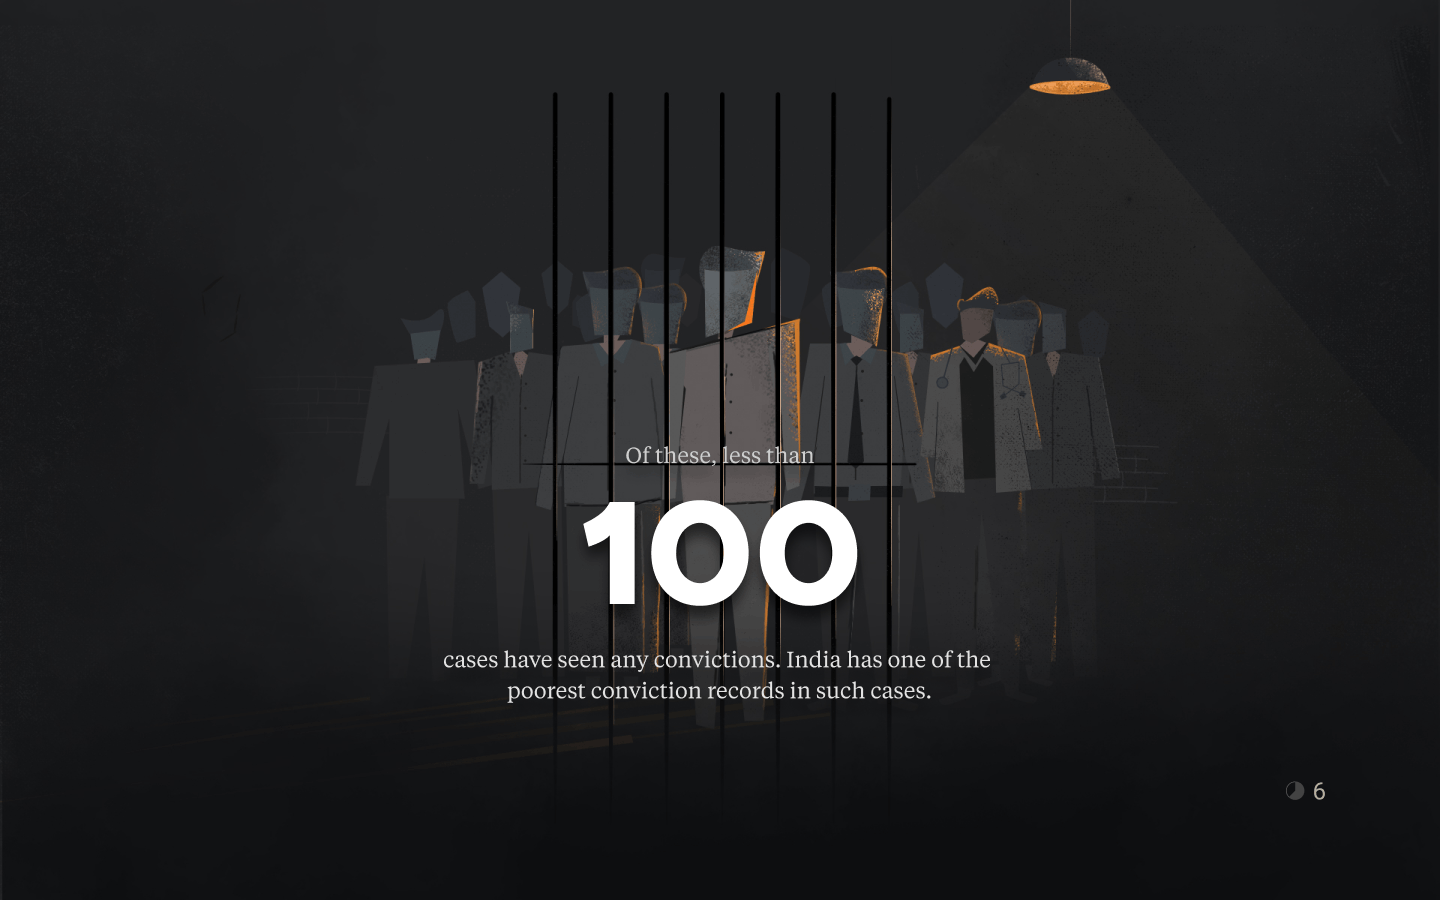 Of these, less than
100
cases have seen any convictions. India has one of the
poorest conviction records in such cases.
6